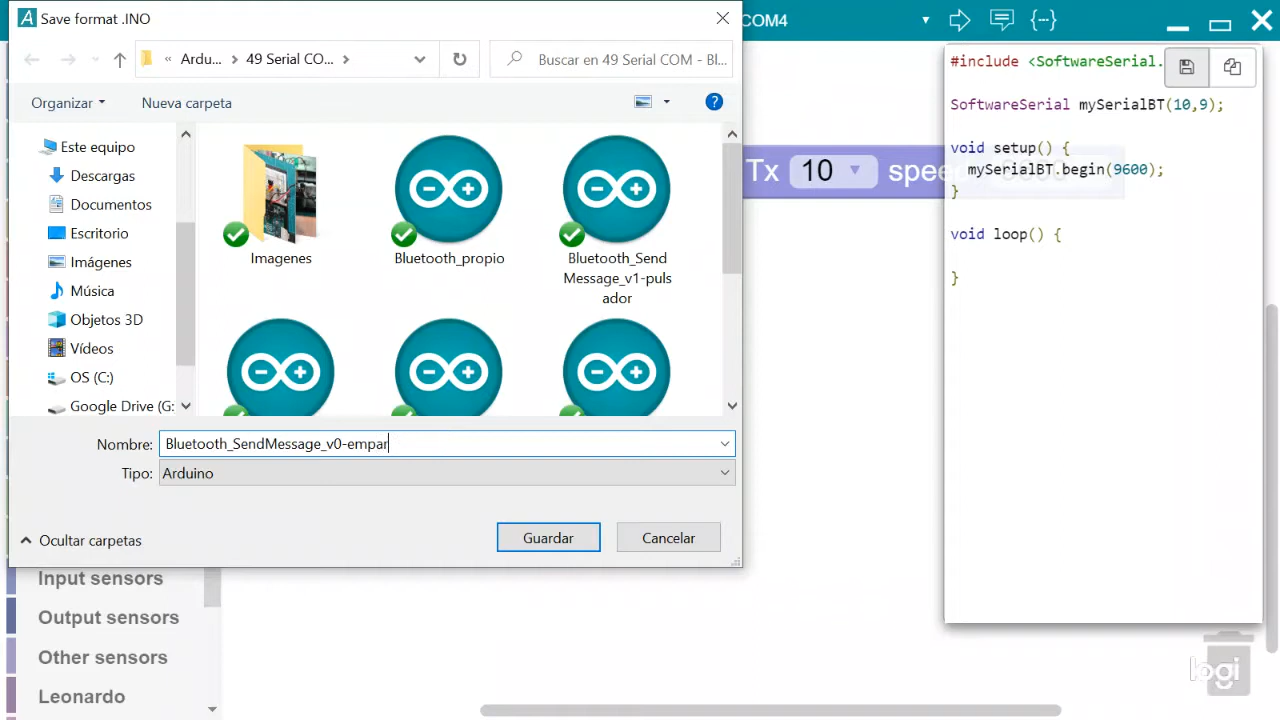 Save format .INO
COM4
« Ardu... > 49 Serial CO... >
Buscar en 49 Serial COM - Bl...
Organizar
Nueva carpeta
Este equipo
Descargas
Documentos
Escritorio
Imágenes
Música
Objetos 3D
Vídeos
OS (C:)
Google Drive (G:
Imagenes
Bluetooth_propio
Bluetooth_Send
Message_v1-puls
ador
Nombre: Bluetooth_SendMessage_v0-empar
Tipo: Arduino
Ocultar carpetas
Guardar
Cancelar
Tx 10 speed
#include <SoftwareSerial.
SoftwareSerial mySerialBT(10,9);
void setup() {
mySerialBT.begin(9600);
}
void loop() {
}
Input sensors
Output sensors
Other sensors
Leonardo
logi